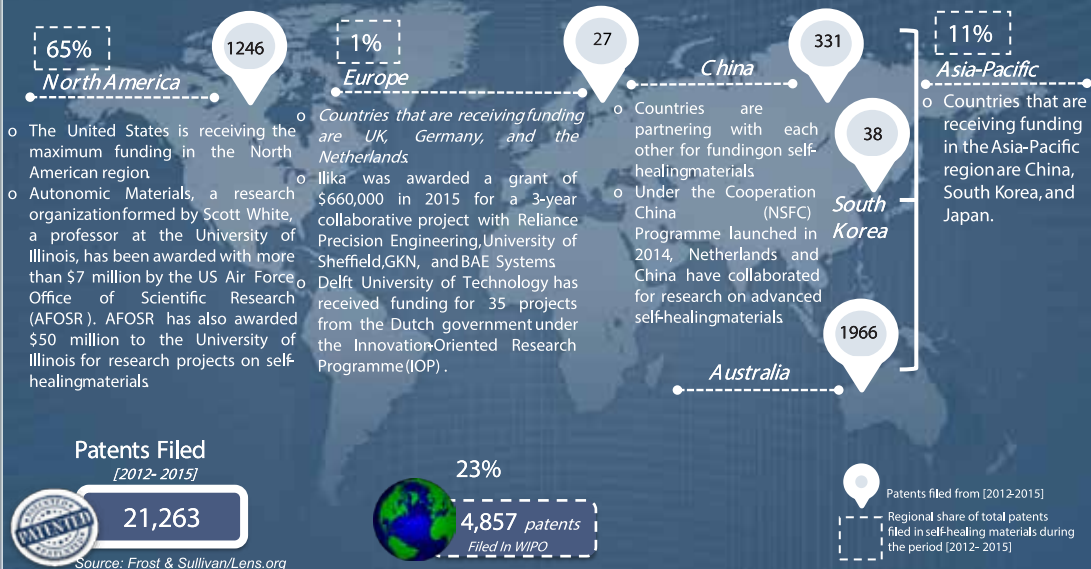 65%
North America
1246
o The United States is receiving the
maximum funding in the North
American region.
o Autonomic Materials, a research
organization formed by Scott White,
a professor at the University of
Illinois, has been awarded with more
than $7 million by the US Air Force
Office of Scientific Research
(AFOSR ). AFOSR has also awarded
$50 million to the University of
Illinois for research projects on self-
healing materials.
1%
Europe
27
o Countries that are receiving funding
are UK, Germany, and the
Netherlands.
o Ilika was awarded a grant of
$660,000 in 2015 for a 3-year
collaborative project with Reliance
Precision Engineering, University of
Sheffield, GKN, and BAE Systems.
o Delft University of Technology has
received funding for 35 projects
from the Dutch government under
the Innovation-Oriented Research
Programme (IOP) .
China
331
o Countries are
partnering with each
other for funding on self-
healing materials.
o Under the Cooperation
China (NSFC)
Programme launched in
2014, Netherlands and
China have collaborated
for research on advanced
self-healing materials.
38
South
Korea
1966
Australia
11%
Asia-Pacific
o Countries that are
receiving funding
in the Asia-Pacific
region are China,
South Korea, and
Japan.
Patents Filed
[2012- 2015]
PATENTED
21,263
Source: Frost & Sullivan/Lens.org
23%
4,857 patents
Filed In WIPO
Patents filed from [2012-2015]
Regional share of total patents
filed in self-healing materials during
the period [2012- 2015]